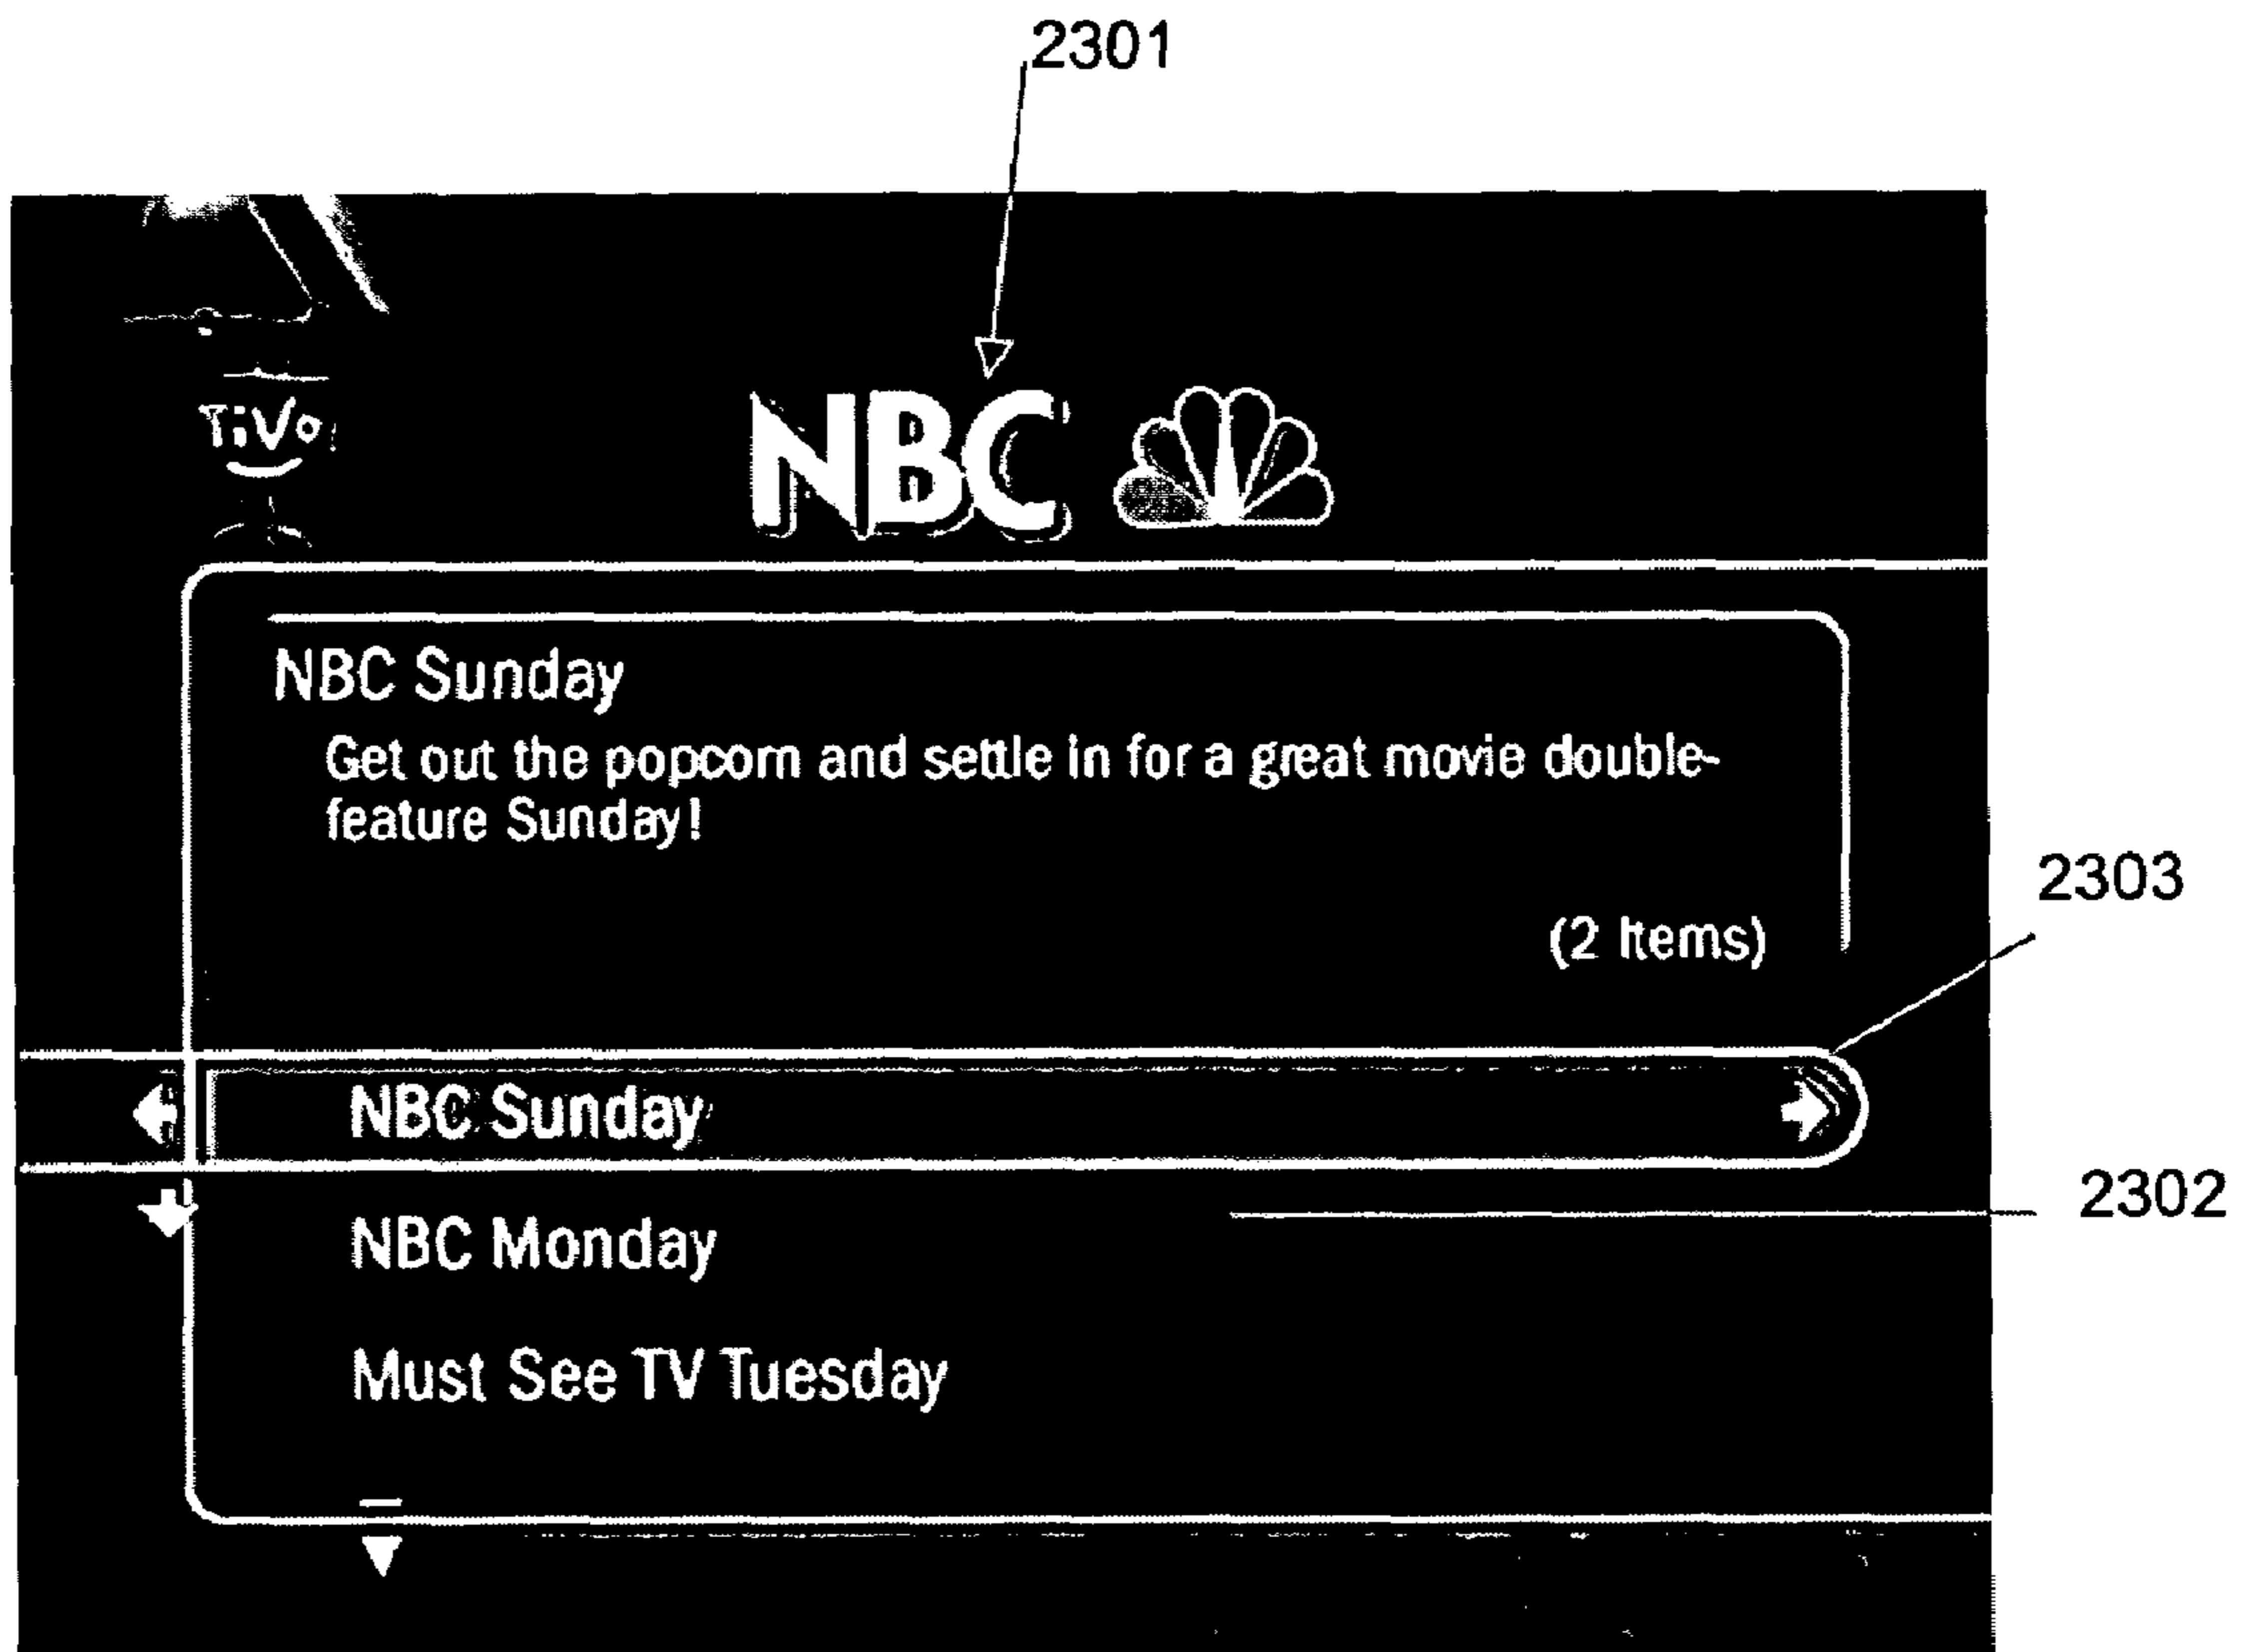 2301
TiVo
NBC
NBC Sunday
Get out the popcorn and settle in for a great movie double-
feature Sunday!
2303
(2 Items)
NBC Sunday
2302
NBC Monday
Must See TV Tuesday